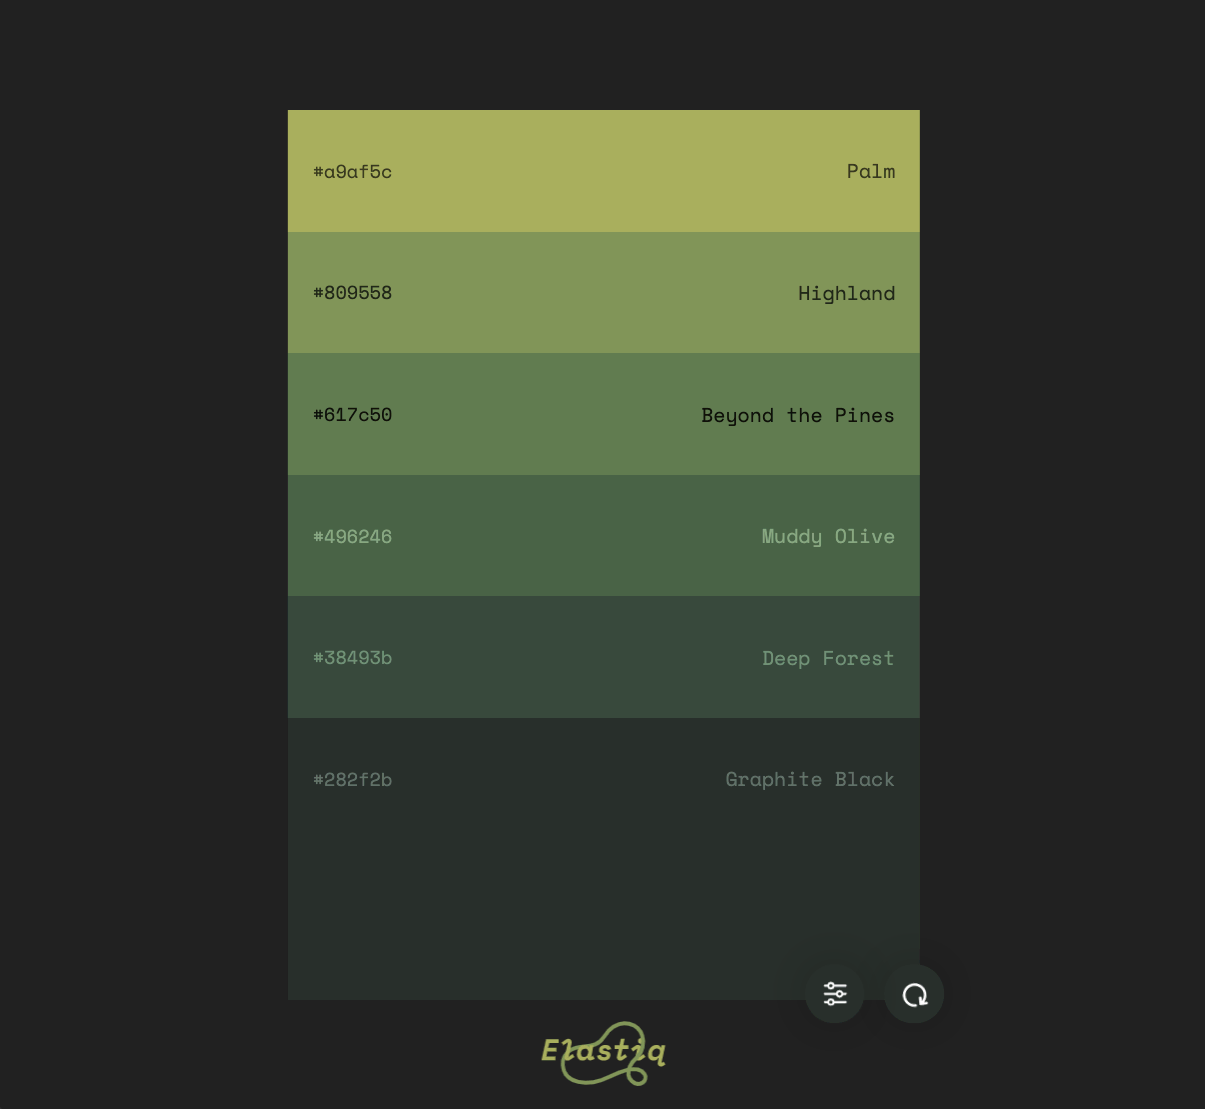 #a9af5c Palm
#809558 Highland
#617c50 Beyond the Pines
#496246 Muddy Olive
#38493b Deep Forest
#282f2b Graphite Black
Elastiq